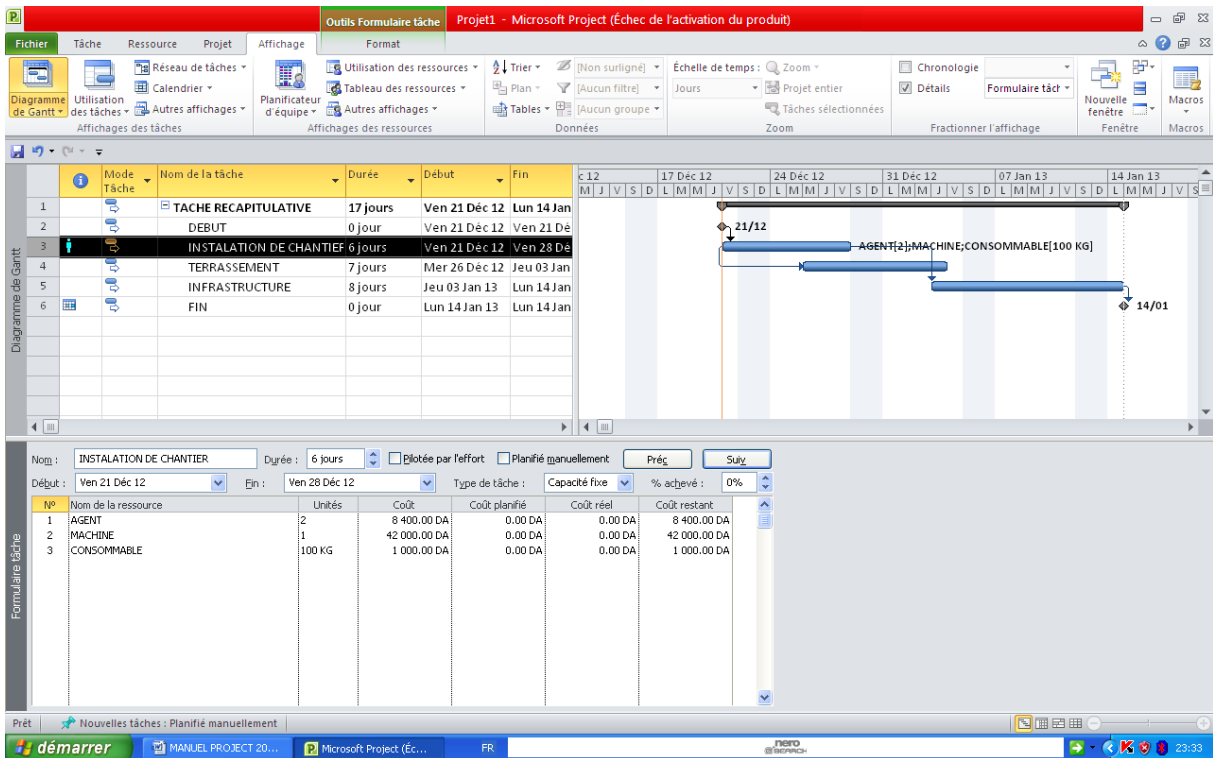 Outils Formulaire tâche Projet1 - Microsoft Project (Échec de l'activation du produit)
Fichier Tâche Ressource Projet Affichage Format
Diagramme de Gantt
Utilisation des tâches
Réseau de tâches
Calendrier
Autres affichages
Affichages des tâches
Planificateur d'équipe
Utilisation des ressources
Tableau des ressources
Autres affichages
Affichages des ressources
Trier
Plan
Tables
[Non surligné]
[Aucun filtre]
[Aucun groupe
Données
Échelle de temps :
Jours
Zoom
Projet entier
Tâches sélectionnées
Zoom
Chronologie
Détails Formulaire tâch
Fractionner l'affichage
Nouvelle fenêtre
Fenêtre
Macros
Macros
Mode Tâche Nom de la tâche Durée Début Fin
1 TACHE RECAPITULATIVE 17 jours Ven 21 Déc 12 Lun 14 Jan
2 DEBUT 0 jour Ven 21 Déc 12 Ven 21 Dé
3 INSTALATION DE CHANTIER 6 jours Ven 21 Déc 12 Ven 28 Dé
4 TERRASSEMENT 7 jours Mer 26 Déc 12 Jeu 03 Jan
5 INFRASTRUCTURE 8 jours Jeu 03 Jan 13 Lun 14 Jan
6 FIN 0 jour Lun 14 Jan 13 Lun 14 Jan
c 12 17 Déc 12 24 Déc 12 31 Déc 12 07 Jan 13 14 Jan 13
M J V S D L M M J V S D L M M J V S D L M M J V S D L M M J V S D L M M J V S
21/12
AGENT[2];MACHINE;CONSOMMABLE[100 KG]
14/01
Diagramme de Gantt
Nom : INSTALATION DE CHANTIER Durée : 6 jours Pilotée par l'effort Planifié manuellement Préc Suiv
Début: Ven 21 Déc 12 Fin : Ven 28 Déc 12 Type de tâche : Capacité fixe % achevé : 0%
N° Nom de la ressource Unités Coût Coût planifié Coût réel Coût restant
1 AGENT 2 8 400.00 DA 0.00 DA 0.00 DA 8 400.00 DA
2 MACHINE 1 42 000.00 DA 0.00 DA 0.00 DA 42 000.00 DA
3 CONSOMMABLE 100 KG 1 000.00 DA 0.00 DA 0.00 DA 1 000.00 DA
Formulaire tâche
Prêt Nouvelles tâches : Planifié manuellement
démarrer MANUEL PROJECT 20... Microsoft Project (Éc... FR nero SEARCH 23:33